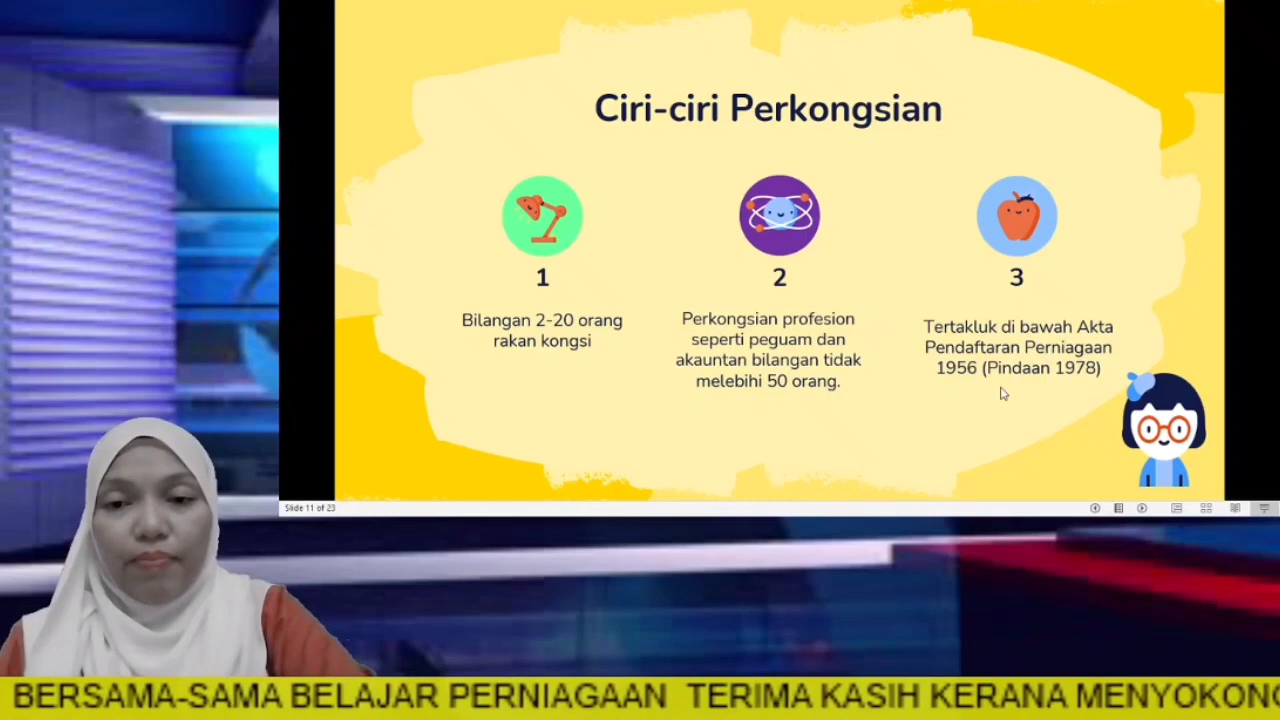 Ciri-ciri Perkongsian
1
Bilangan 2-20 orang
rakan kongsi
2
Perkongsian profesion
seperti peguam dan
akauntan bilangan tidak
melebihi 50 orang.
3
Tertakluk di bawah Akta
Pendaftaran Perniagaan
1956 (Pindaan 1978)
Slide 11 of 23
BERSAMA-SAMA BELAJAR PERNIAGAAN TERIMA KASIH KERANA MENYOKONG